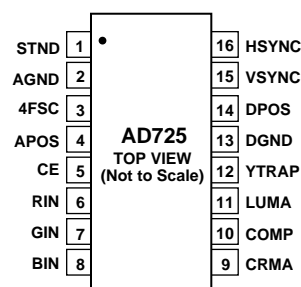 STND 1 16 HSYNC
AGND 2 15 VSYNC
4FSC 3 14 DPOS
APOS 4 AD725 13 DGND
TOP VIEW
CE 5 (Not to Scale) 12 YTRAP
RIN 6 11 LUMA
GIN 7 10 COMP
BIN 8 9 CRMA